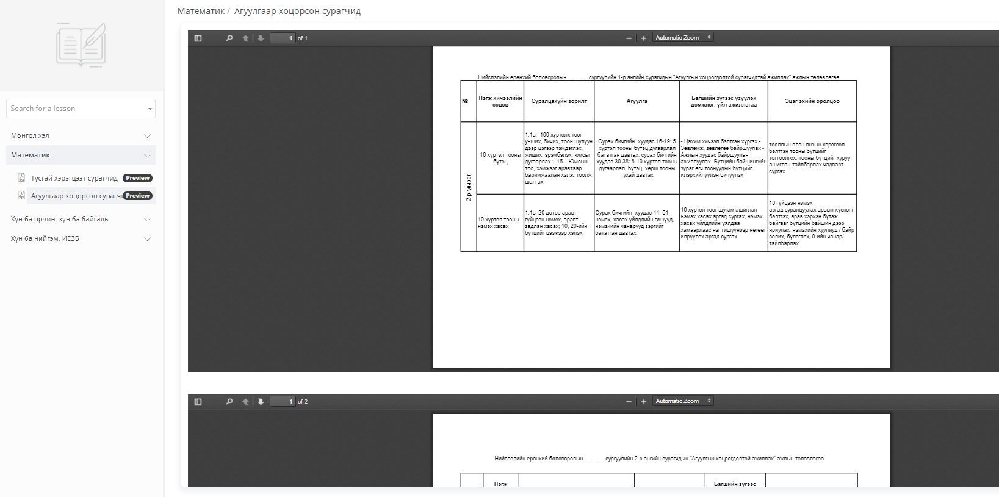 Математик / Агуулгаар хоцорсон сурагчид
Search for a lesson
Монгол хэл
Математик
Тусгай хэрэгцээт сурагчид Preview
Агуулгаар хоцорсон сурагч Preview
Хүн ба орчин, хүн ба байгаль
Хүн ба нийгэм, ИЁЗБ
1 of 1
Automatic Zoom
Нийслэлийн ерөнхий боловсролын ............. сургуулийн 1-р ангийн сурагчдын "Агуулгын хоцрогдолтой сурагчидтай ажиллах" ажлын төлөвлөгөө
№
Нэгж хичээлийн
сэдэв
Суралцахуйн зорилт
Агуулга
Багшийн зүгээс үзүүлэх
дэмжлэг, үйл ажиллагаа
Эцэг эхийн оролцоо
2-р улирал
10 хүртэл тооны
бүтэц
1.1а. 100 хүртэлх тоог
унших, бичих, тоон шулуун
дээр цэгээр тэмдэглэх,
жиших, эрэмбэлэх, юмсыг
дугаарлах 1.1б. Юмсын
тоо, хэмжээг аравтаар
баримжаалан хэлж, тоолж
шалгах
Сурах бичгийн хуудас 16-19: 5
хүртэл тооны бүтэц дугаарлал
бататган давтах, сурах бичгийн
хуудас 30-38: 6-10 хүртэл тооны
дугаарлал, бүтэц, хөрш тооны
тухай давтах
- Цахим хичээл бэлтгэн хүргэх -
Зөвлөмж, зөвлөгөө байршуулах -
Ажлын хуудас байршуулан
ажиллуулах -Бүтцийн байшингийн
зураг өгч тоонуудын бүтцийг
илэрхийлүүлэн бичүүлэх
тооллын олон янзын хэрэгсэл
бэлтгэн тооны бүтцийг
тогтоолгох, тооны бүтцийг хуруу
ашиглан тайлбарлах чадварт
сургах
10 хүртэл тооны
нэмэх хасах
1.1в. 20 дотор аравт
гүйцээн нэмэх, аравт
задлан хасах; 10, 20-ийн
бүтцийг цээжээр хэлэх
Сурах бичгийн хуудас 44- 61
нэмэх, хасах үйлдлийн гишүүд,
нэмэхийн чанарууд зэргийг
бататган давтах
10 хүртэл тоог шугам ашиглан
нэмэх хасах аргад сургах, нэмэх
хасах үйлдлийн уялдаа
хамаарлаас нэг гишүүнээр нөгөөг
илрүүлэх аргад сургах
10 гүйцээн нэмэх
аргад суралцуулах арвын хүснэгт
бэлтгэх, арав хэрхэн бүтэж
байгааг бүтцийн байшин дээр
яриулах, нэмэхийн хуулиуд / байр
солих, бүлэглэх, 0-ийн чанар/
тайлбарлах
1 of 2
Automatic Zoom
Нийслэлийн ерөнхий боловсролын ............. сургуулийн 2-р ангийн сурагчдын "Агуулгын хоцрогдолтой ажиллах" ажлын төлөвлөгөө
Нэгж
Багшийн зүгээс